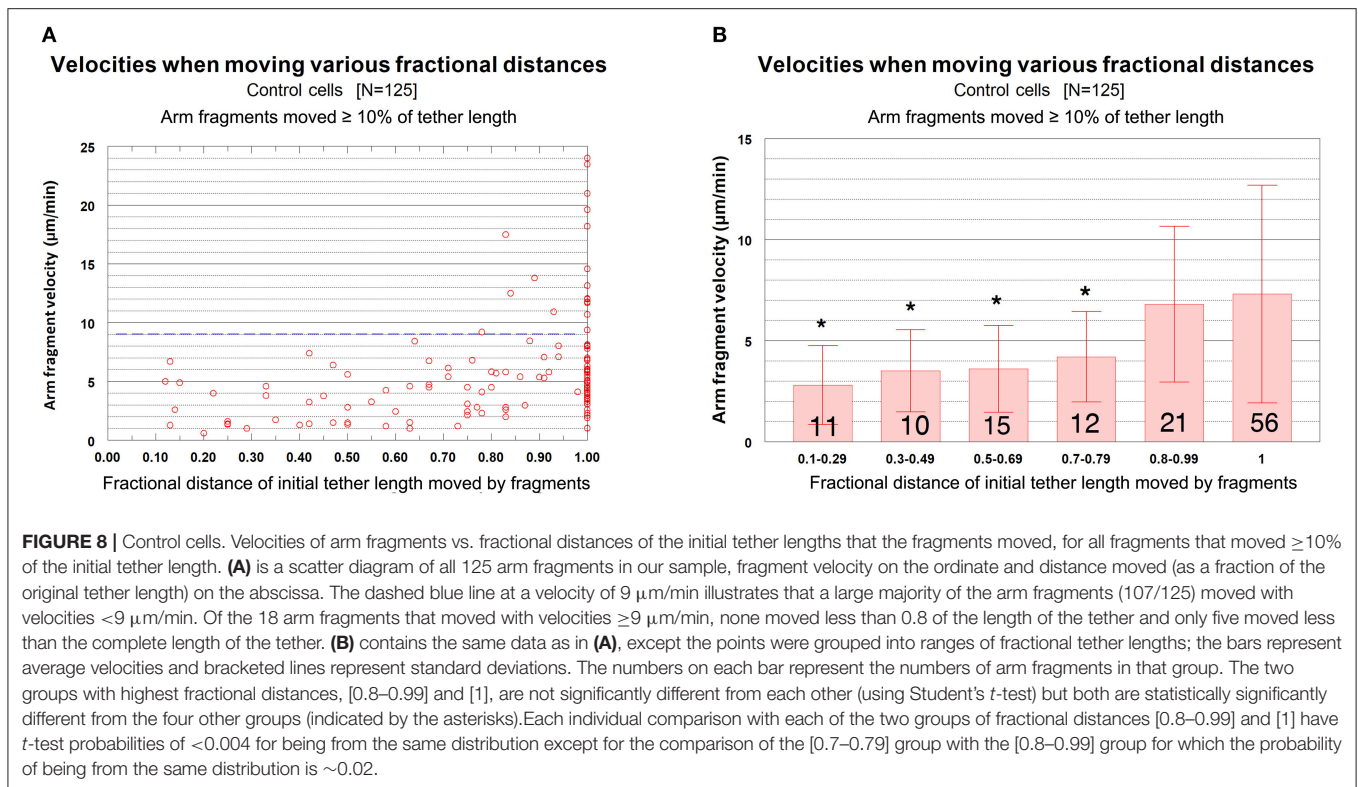 A
Velocities when moving various fractional distances
Control cells [N=125]
Arm fragments moved ≥ 10% of tether length
25
20
15
10
5
0
Arm fragment velocity (µm/min)
0.00 0.10 0.20 0.30 0.40 0.50 0.60 0.70 0.80 0.90 1.00
Fractional distance of initial tether length moved by fragments
B
Velocities when moving various fractional distances
Control cells [N=125]
Arm fragments moved ≥ 10% of tether length
15
10
5
0
Arm fragment velocity (µm/min)
* * * *
11 10 15 12 21 56
0.1-0.29 0.3-0.49 0.5-0.69 0.7-0.79 0.8-0.99 1
Fractional distance of initial tether length moved by fragments
FIGURE 8 | Control cells. Velocities of arm fragments vs. fractional distances of the initial tether lengths that the fragments moved, for all fragments that moved ≥10%
of the initial tether length. (A) is a scatter diagram of all 125 arm fragments in our sample, fragment velocity on the ordinate and distance moved (as a fraction of the
original tether length) on the abscissa. The dashed blue line at a velocity of 9 µm/min illustrates that a large majority of the arm fragments (107/125) moved with
velocities <9 µm/min. Of the 18 arm fragments that moved with velocities ≥9 µm/min, none moved less than 0.8 of the length of the tether and only five moved less
than the complete length of the tether. (B) contains the same data as in (A), except the points were grouped into ranges of fractional tether lengths; the bars represent
average velocities and bracketed lines represent standard deviations. The numbers on each bar represent the numbers of arm fragments in that group. The two
groups with highest fractional distances, [0.8–0.99] and [1], are not significantly different from each other (using Student's t-test) but both are statistically significantly
different from the four other groups (indicated by the asterisks).Each individual comparison with each of the two groups of fractional distances [0.8–0.99] and [1] have
t-test probabilities of <0.004 for being from the same distribution except for the comparison of the [0.7–0.79] group with the [0.8–0.99] group for which the probability
of being from the same distribution is ~0.02.